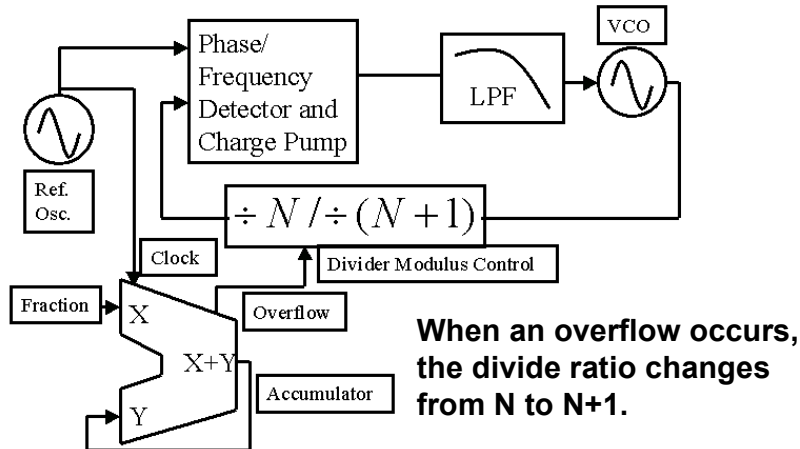 VCO
Phase/
Frequency
Detector and
Charge Pump
LPF
Ref.
Osc.
÷ N /÷ (N + 1)
Clock
Divider Modulus Control
Fraction
X
Overflow
X+Y
Accumulator
Y
When an overflow occurs,
the divide ratio changes
from N to N+1.